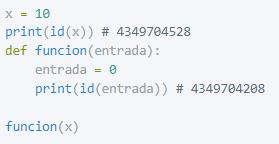 x = 10
print(id(x)) # 4349704528
def funcion(entrada):
    entrada = 0
    print(id(entrada)) # 4349704208
funcion(x)